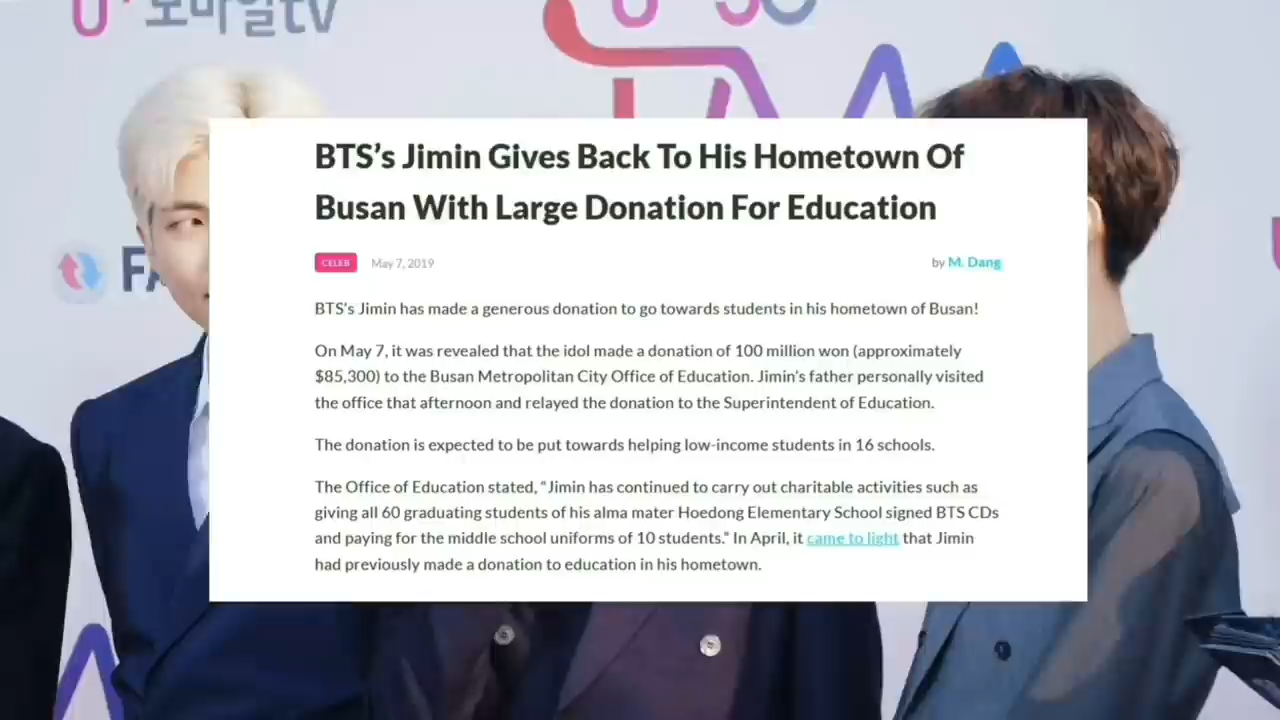 모바일tv
BTS's Jimin Gives Back To His Hometown Of
Busan With Large Donation For Education
CELEB May 7, 2019 by M. Dang
BTS's Jimin has made a generous donation to go towards students in his hometown of Busan!
On May 7, it was revealed that the idol made a donation of 100 million won (approximately
$85,300) to the Busan Metropolitan City Office of Education. Jimin's father personally visited
the office that afternoon and relayed the donation to the Superintendent of Education.
The donation is expected to be put towards helping low-income students in 16 schools.
The Office of Education stated, “Jimin has continued to carry out charitable activities such as
giving all 60 graduating students of his alma mater Hoedong Elementary School signed BTS CDs
and paying for the middle school uniforms of 10 students.” In April, it came to light that Jimin
had previously made a donation to education in his hometown.